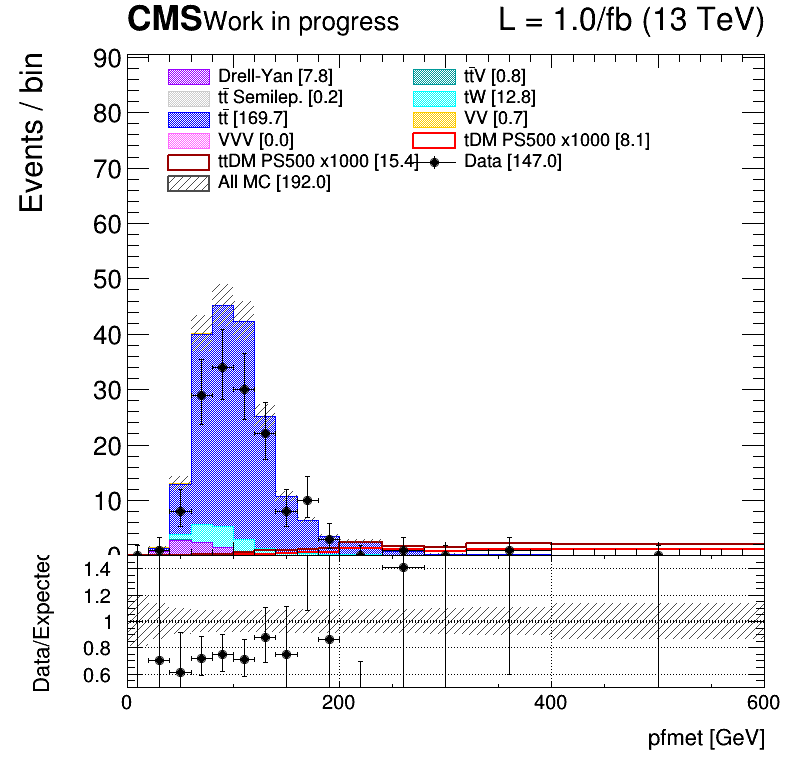 CMS Work in progress L = 1.0/fb (13 TeV)
Events / bin
90
80
70
60
50
40
30
20
10
0
Drell-Yan [7.8]
tt̄V [0.8]
tt̄ Semilep. [0.2]
tW [12.8]
tt̄ [169.7]
VV [0.7]
VVV [0.0]
tDM PS500 x1000 [8.1]
ttDM PS500 x1000 [15.4]
Data [147.0]
All MC [192.0]
Data/Expected
1.4
1.2
1
0.8
0.6
0 200 400 600
pfmet [GeV]